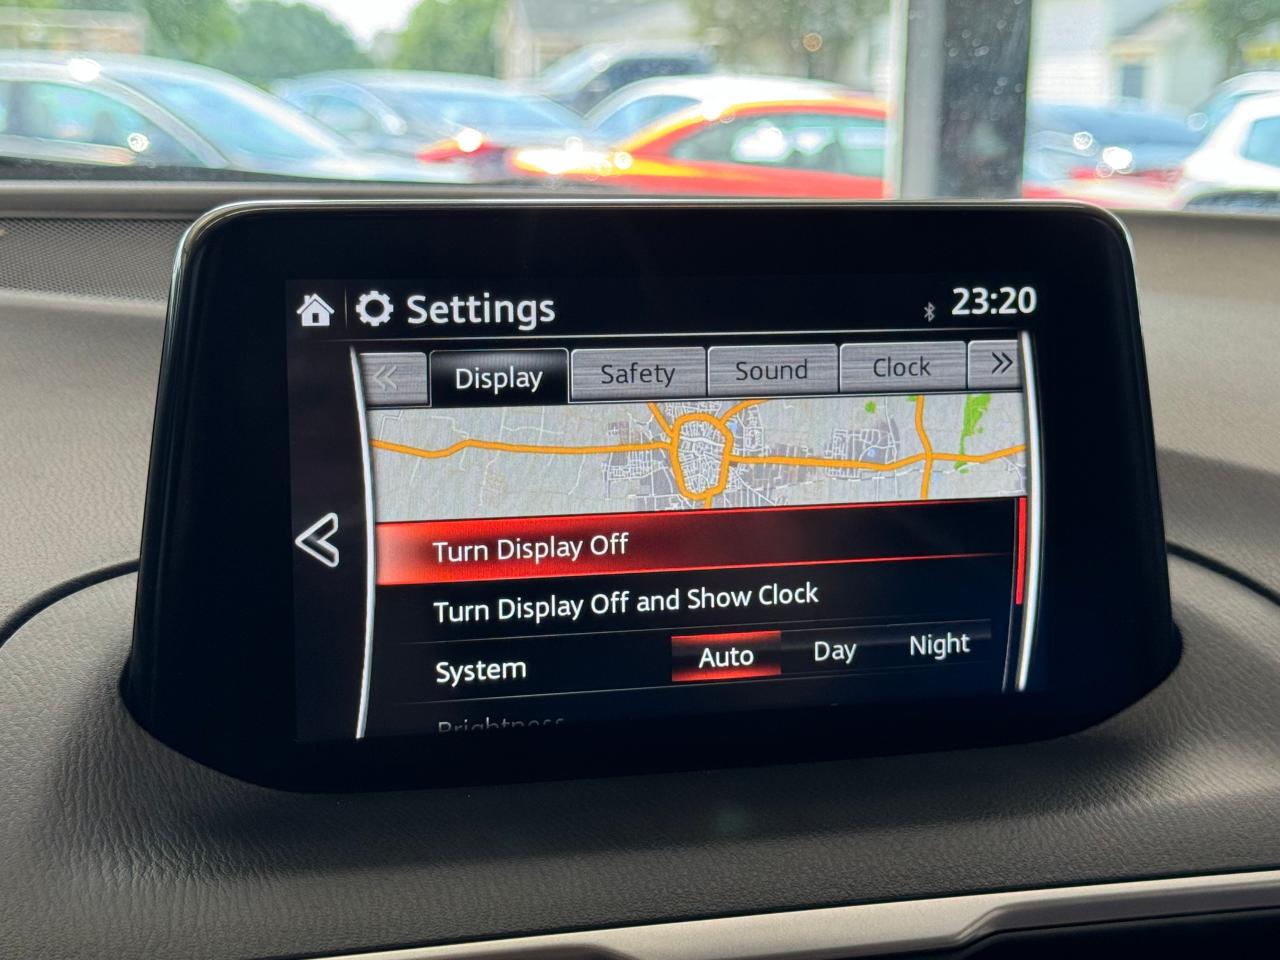 Settings
23:20
Display
Safety
Sound
Clock
Turn Display Off
Turn Display Off and Show Clock
System
Auto
Day
Night
Brightness